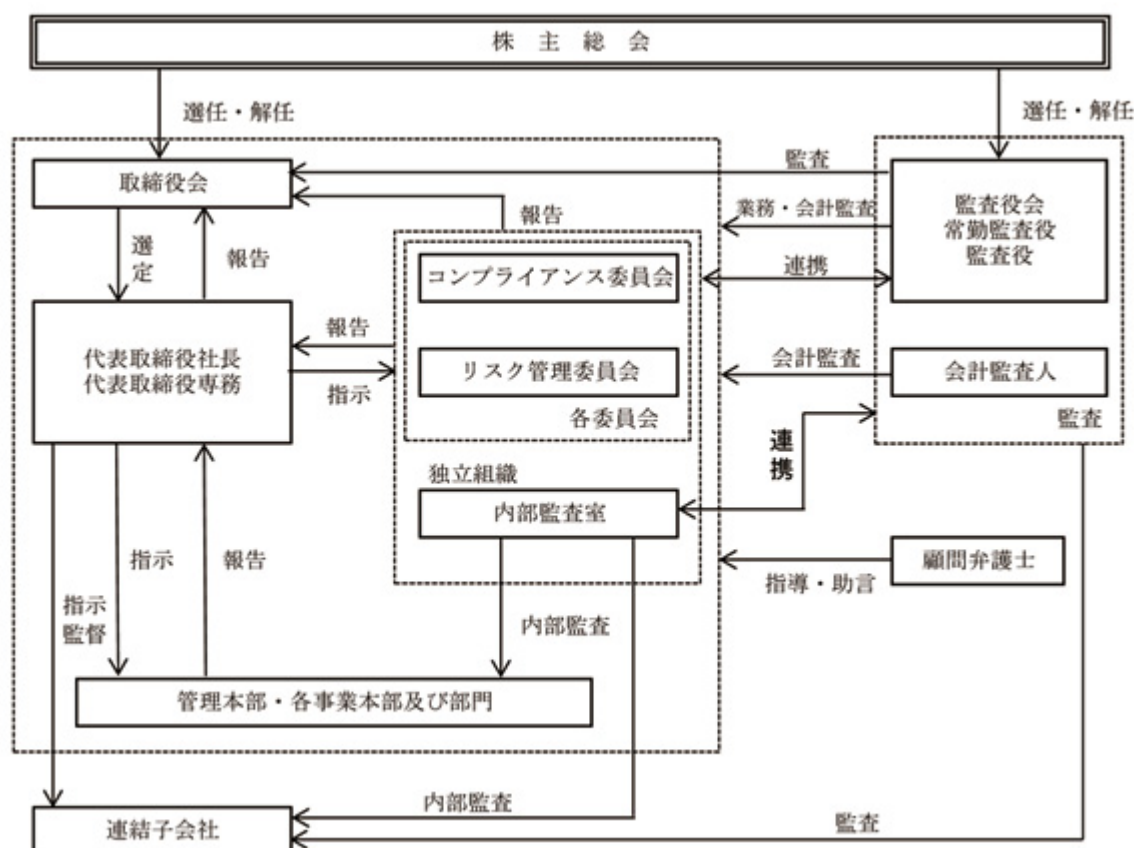 株主総会
選任・解任
選任・解任
取締役会
監査
監査役会
常勤監査役
監査役
報告
業務・会計監査
選定
報告
コンプライアンス委員会
連携
代表取締役社長
代表取締役専務
報告
指示
リスク管理委員会
各委員会
会計監査
会計監査人
監査
連携
独立組織
内部監査室
指示
報告
顧問弁護士
指導・助言
指示
監督
内部監査
管理本部・各事業本部及び部門
内部監査
連結子会社
監査